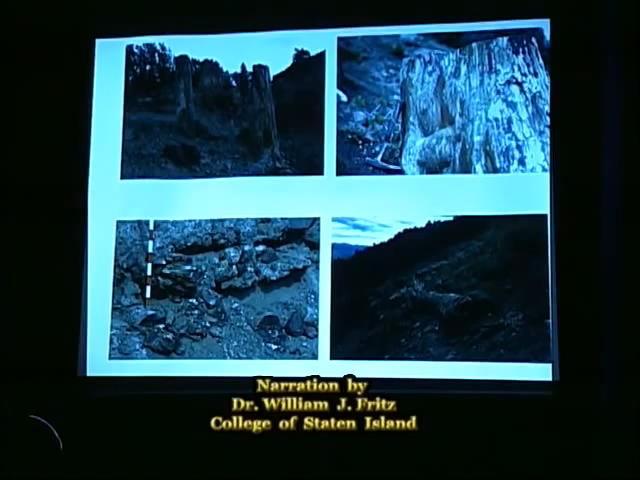 Narration by
Dr. William J. Fritz
College of Staten Island